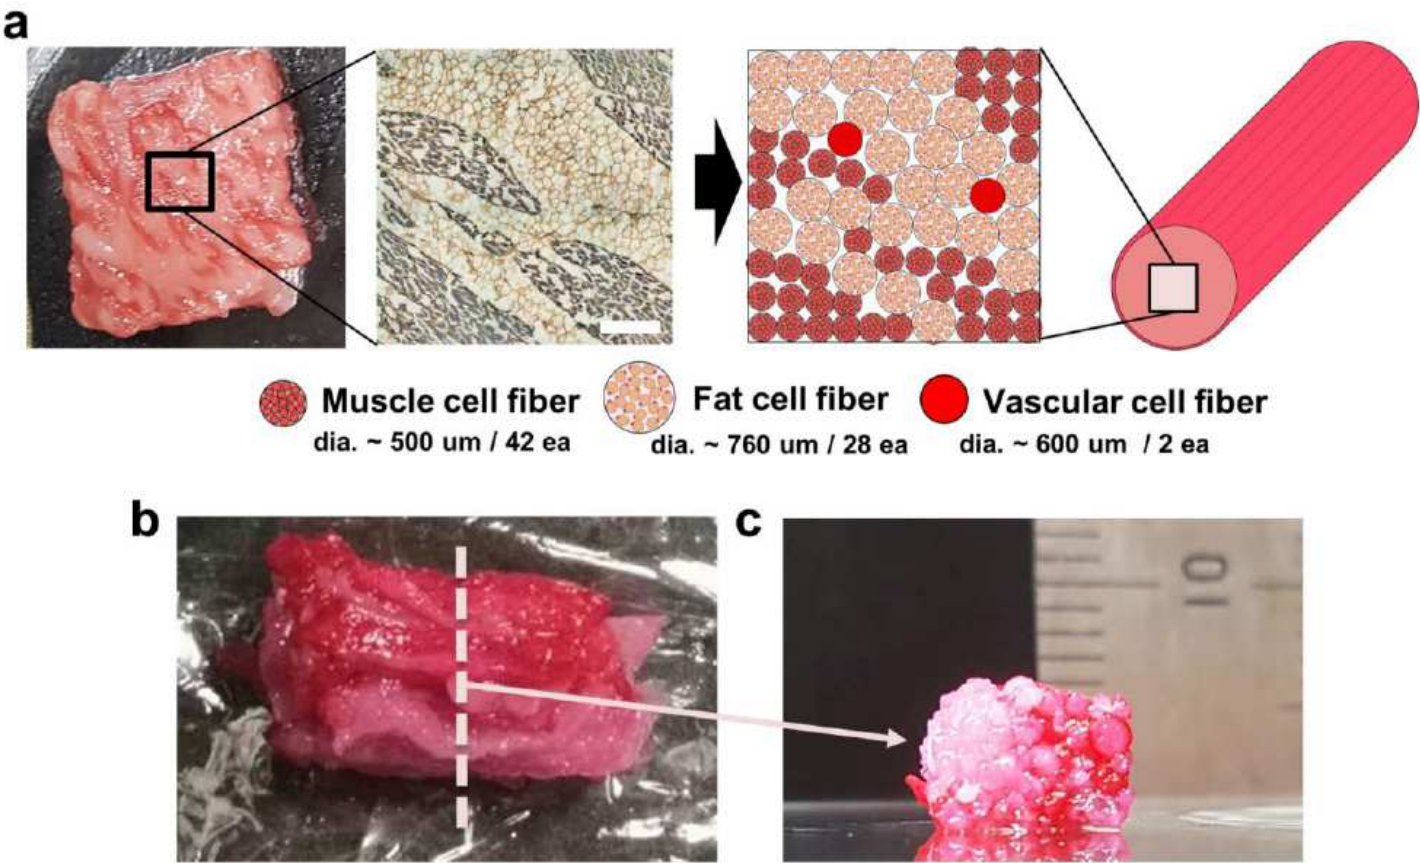 a
Muscle cell fiber
dia. ~ 500 um / 42 ea
Fat cell fiber
dia. ~ 760 um / 28 ea
Vascular cell fiber
dia. ~ 600 um / 2 ea
b
c
10